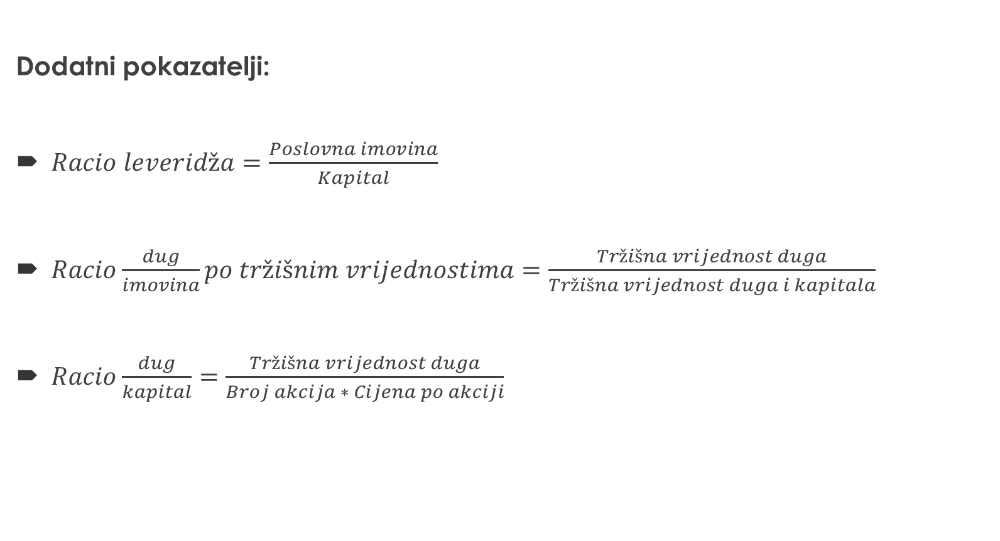 Dodatni pokazatelji:
Racio leveridža = Poslovna imovina / Kapital
Racio dug / imovina po tržišnim vrijednostima = Tržišna vrijednost duga / Tržišna vrijednost duga i kapitala
Racio dug / kapital = Tržišna vrijednost duga / Broj akcija * Cijena po akciji